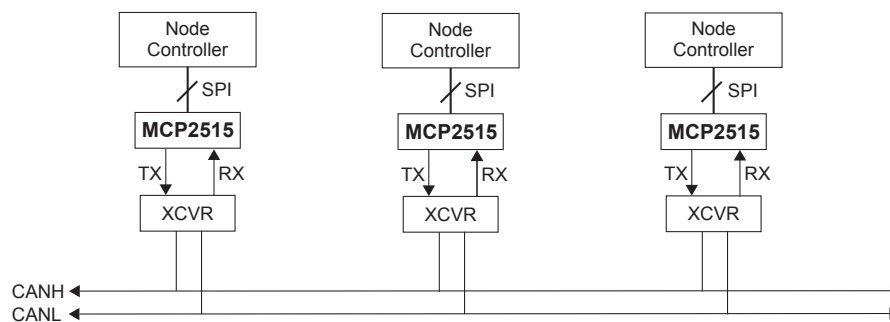 Node
Controller
Node
Controller
Node
Controller
SPI
SPI
SPI
MCP2515
MCP2515
MCP2515
TX
RX
TX
RX
TX
RX
XCVR
XCVR
XCVR
CANH
CANL